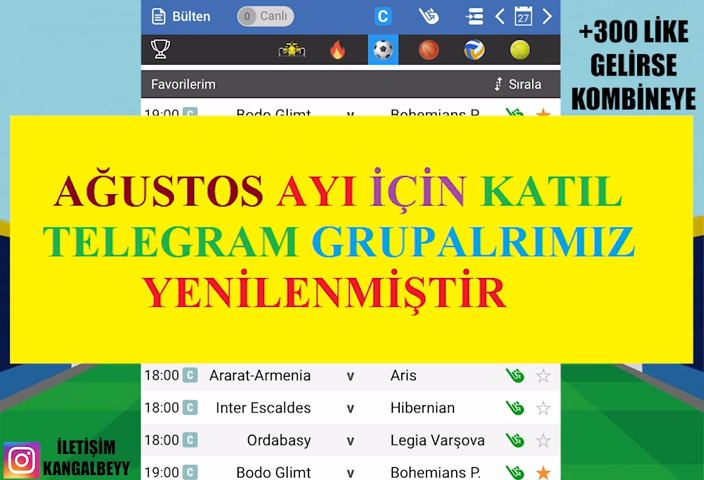 Bülten
0 Canlı
C
27
+300 LİKE
GELİRSE
KOMBİNEYE
Favorilerim
Sırala
19:00 C Bodo Glimt v Bohemians P.
AĞUSTOS AYI İÇİN KATIL
TELEGRAM GRUPALRIMIZ
YENİLENMİŞTİR
18:00 C Ararat-Armenia v Aris
18:00 C Inter Escaldes v Hibernian
18:00 C Ordabasy v Legia Varşova
19:00 C Bodo Glimt v Bohemians P.
İLETİŞİM
KANGALBEYY